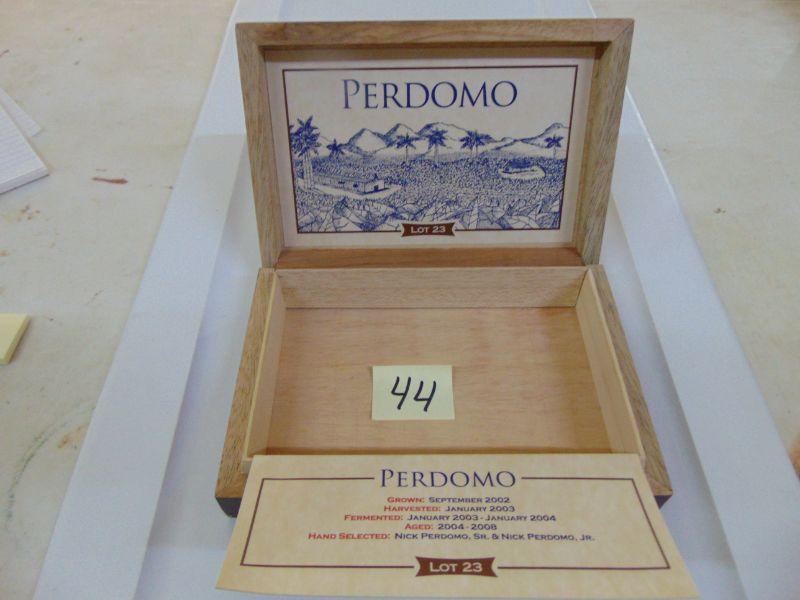 PERDOMO
LOT 23
44
PERDOMO
GROWN: SEPTEMBER 2002
HARVESTED: JANUARY 2003
FERMENTED: JANUARY 2003 - JANUARY 2004
AGED: 2004 - 2008
HAND SELECTED: NICK PERDOMO, SR. & NICK PERDOMO, JR.
LOT 23